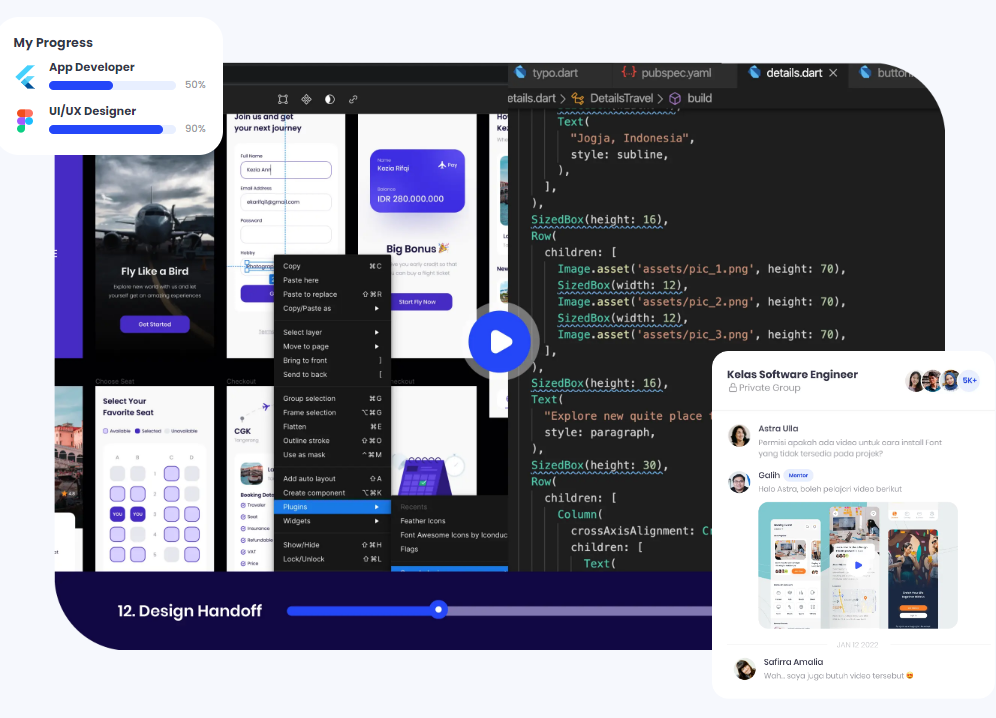 My Progress
App Developer
50%
UI/UX Designer
90%
typo.dart
pubspec.yaml
details.dart
button
etails.dart > DetailsTravel > build
Join us and get
your next journey
Full Name
Kezia Ann
Email Address
Password
Hobby
Fly Like a Bird
Explore new world with us and let
yourself get an amazing experiences
Get Started
Name
Kezia Rifqi
Pay
Balance
IDR 280.000.000
Big Bonus 🎉
you early credit so that
can buy a flight ticket
Start Fly Now
Copy ⌘C
Paste here
Paste to replace ⇧⌘R
Copy/Paste as
Select layer
Move to page
Bring to front ]
Send to back [
Group selection ⌘G
Frame selection ⌥⌘G
Flatten ⌘E
Outline stroke ⇧⌘O
Use as mask ⌃⌘M
Add auto layout ⇧A
Create component ⌥⌘K
Plugins
Widgets
Show/Hide ⇧⌘H
Lock/Unlock ⇧⌘L
Recents
Feather Icons
Font Awesome Icons by Iconduc
Flags
Choose Seat
Select Your
Favorite Seat
Available Selected Unavailable
A B C D
1
2
YOU YOU 3
4
5
Checkout
CGK
Tangerang
Booking Deta
Traveler
Seat
Insurance
Refundable
VAT
Price
Text(
"Jogja, Indonesia",
style: subline,
),
],
),
SizedBox(height: 16),
Row(
children: [
Image.asset('assets/pic_1.png', height: 70),
SizedBox(width: 12),
Image.asset('assets/pic_2.png', height: 70),
SizedBox(width: 12),
Image.asset('assets/pic_3.png', height: 70),
],
),
SizedBox(height: 16),
Text(
"Explore new quite place
style: paragraph,
),
SizedBox(height: 30),
Row(
children: [
Column(
crossAxisAlignment: C
children: [
Text(
12. Design Handoff
Kelas Software Engineer
Private Group
5K+
Astra Ulla
Permisi apakah ada video untuk cara install Font
yang tidak tersedia pada projek?
Galih Mentor
Halo Astra, boleh pelajari video berikut
JAN 12 2022
Safirra Amalia
Wah.. saya juga butuh video tersebut 😍